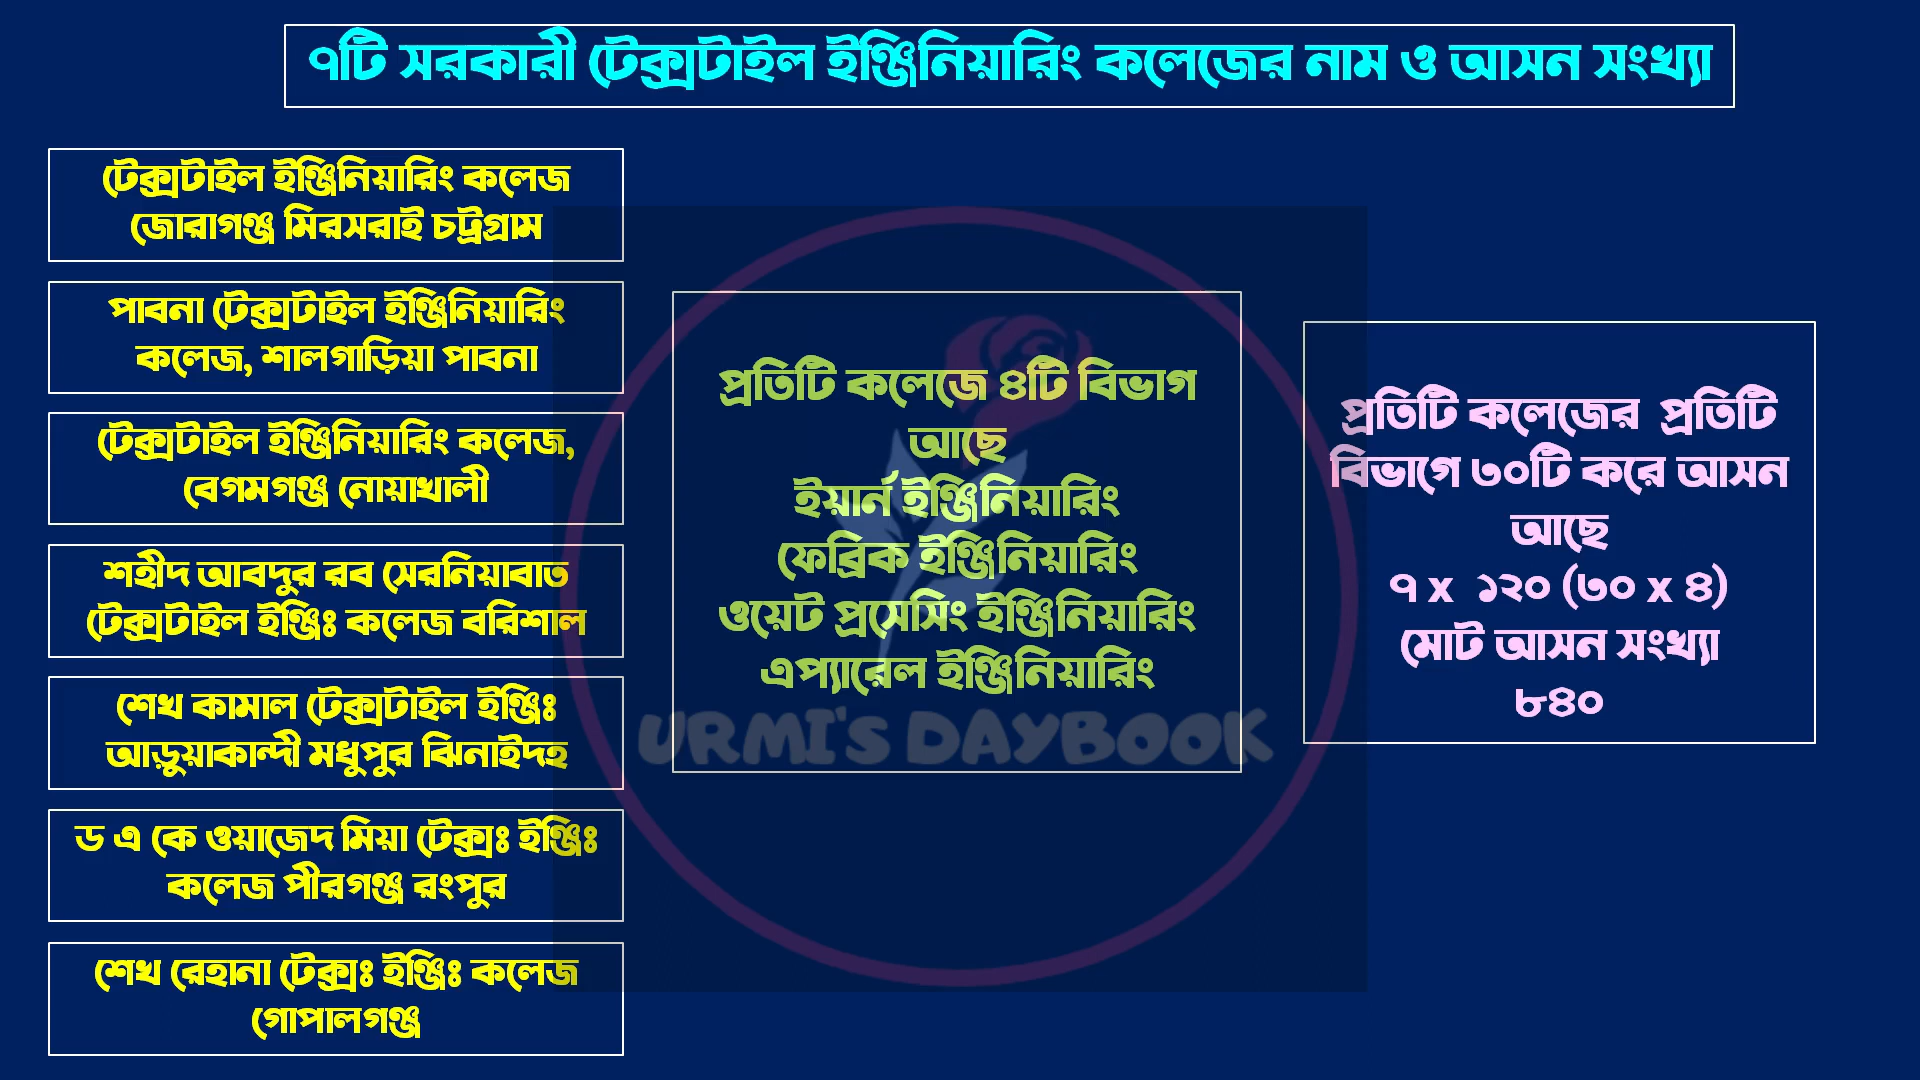 ৭টি সরকারী টেক্সটাইল ইঞ্জিনিয়ারিং কলেজের নাম ও আসন সংখ্যা
টেক্সটাইল ইঞ্জিনিয়ারিং কলেজ
জোরাগঞ্জ মিরসরাই চট্রগ্রাম
পাবনা টেক্সটাইল ইঞ্জিনিয়ারিং
কলেজ, শালগাড়িয়া পাবনা
টেক্সটাইল ইঞ্জিনিয়ারিং কলেজ,
বেগমগঞ্জ নোয়াখালী
শহীদ আবদুর রব সেরনিয়াবাত
টেক্সটাইল ইঞ্জিঃ কলেজ বরিশাল
শেখ কামাল টেক্সটাইল ইঞ্জিঃ
আড়ুয়াকান্দী মধুপুর ঝিনাইদহ
ড এ কে ওয়াজেদ মিয়া টেক্সঃ ইঞ্জিঃ
কলেজ পীরগঞ্জ রংপুর
শেখ রেহানা টেক্সঃ ইঞ্জিঃ কলেজ
গোপালগঞ্জ
প্রতিটি কলেজে ৪টি বিভাগ
আছে
ইয়ার্ন ইঞ্জিনিয়ারিং
ফেব্রিক ইঞ্জিনিয়ারিং
ওয়েট প্রসেসিং ইঞ্জিনিয়ারিং
এপ্যারেল ইঞ্জিনিয়ারিং
URMI'S DAYBOOK
প্রতিটি কলেজের প্রতিটি
বিভাগে ৩০টি করে আসন
আছে
৭ x ১২০ (৩০ x ৪)
মোট আসন সংখ্যা
৮৪০